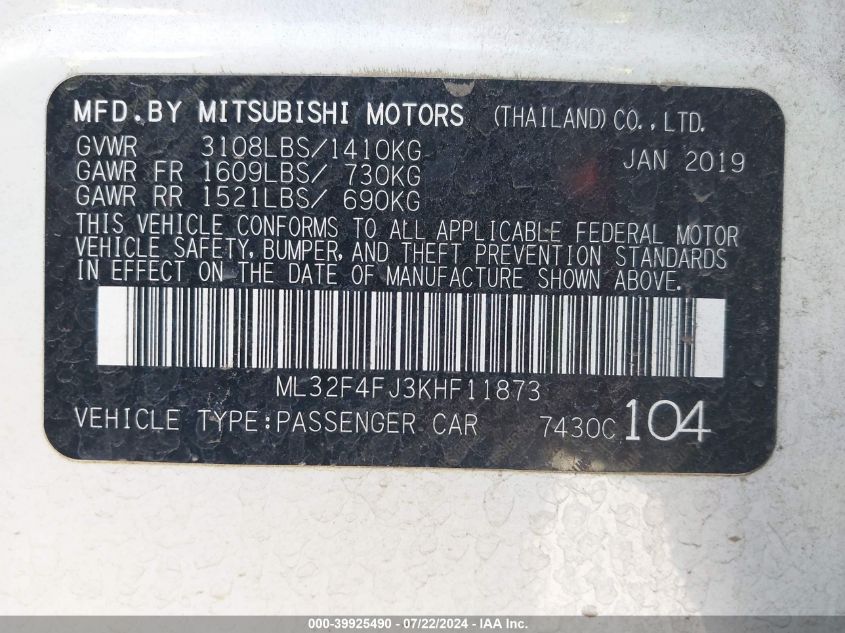 MFD.BY MITSUBISHI MOTORS (THAILAND) CO.,LTD.
GVWR 3108LBS/1410KG JAN 2019
GAWR FR 1609LBS/ 730KG
GAWR RR 1521LBS/ 690KG
THIS VEHICLE CONFORMS TO ALL APPLICABLE FEDERAL MOTOR
VEHICLE SAFETY, BUMPER, AND THEFT PREVENTION STANDARDS
IN EFFECT ON THE DATE OF MANUFACTURE SHOWN ABOVE.
ML32F4FJ3KHF11873
VEHICLE TYPE:PASSENGER CAR 7430C 104
000-39925490 - 07/22/2024 - IAA Inc.